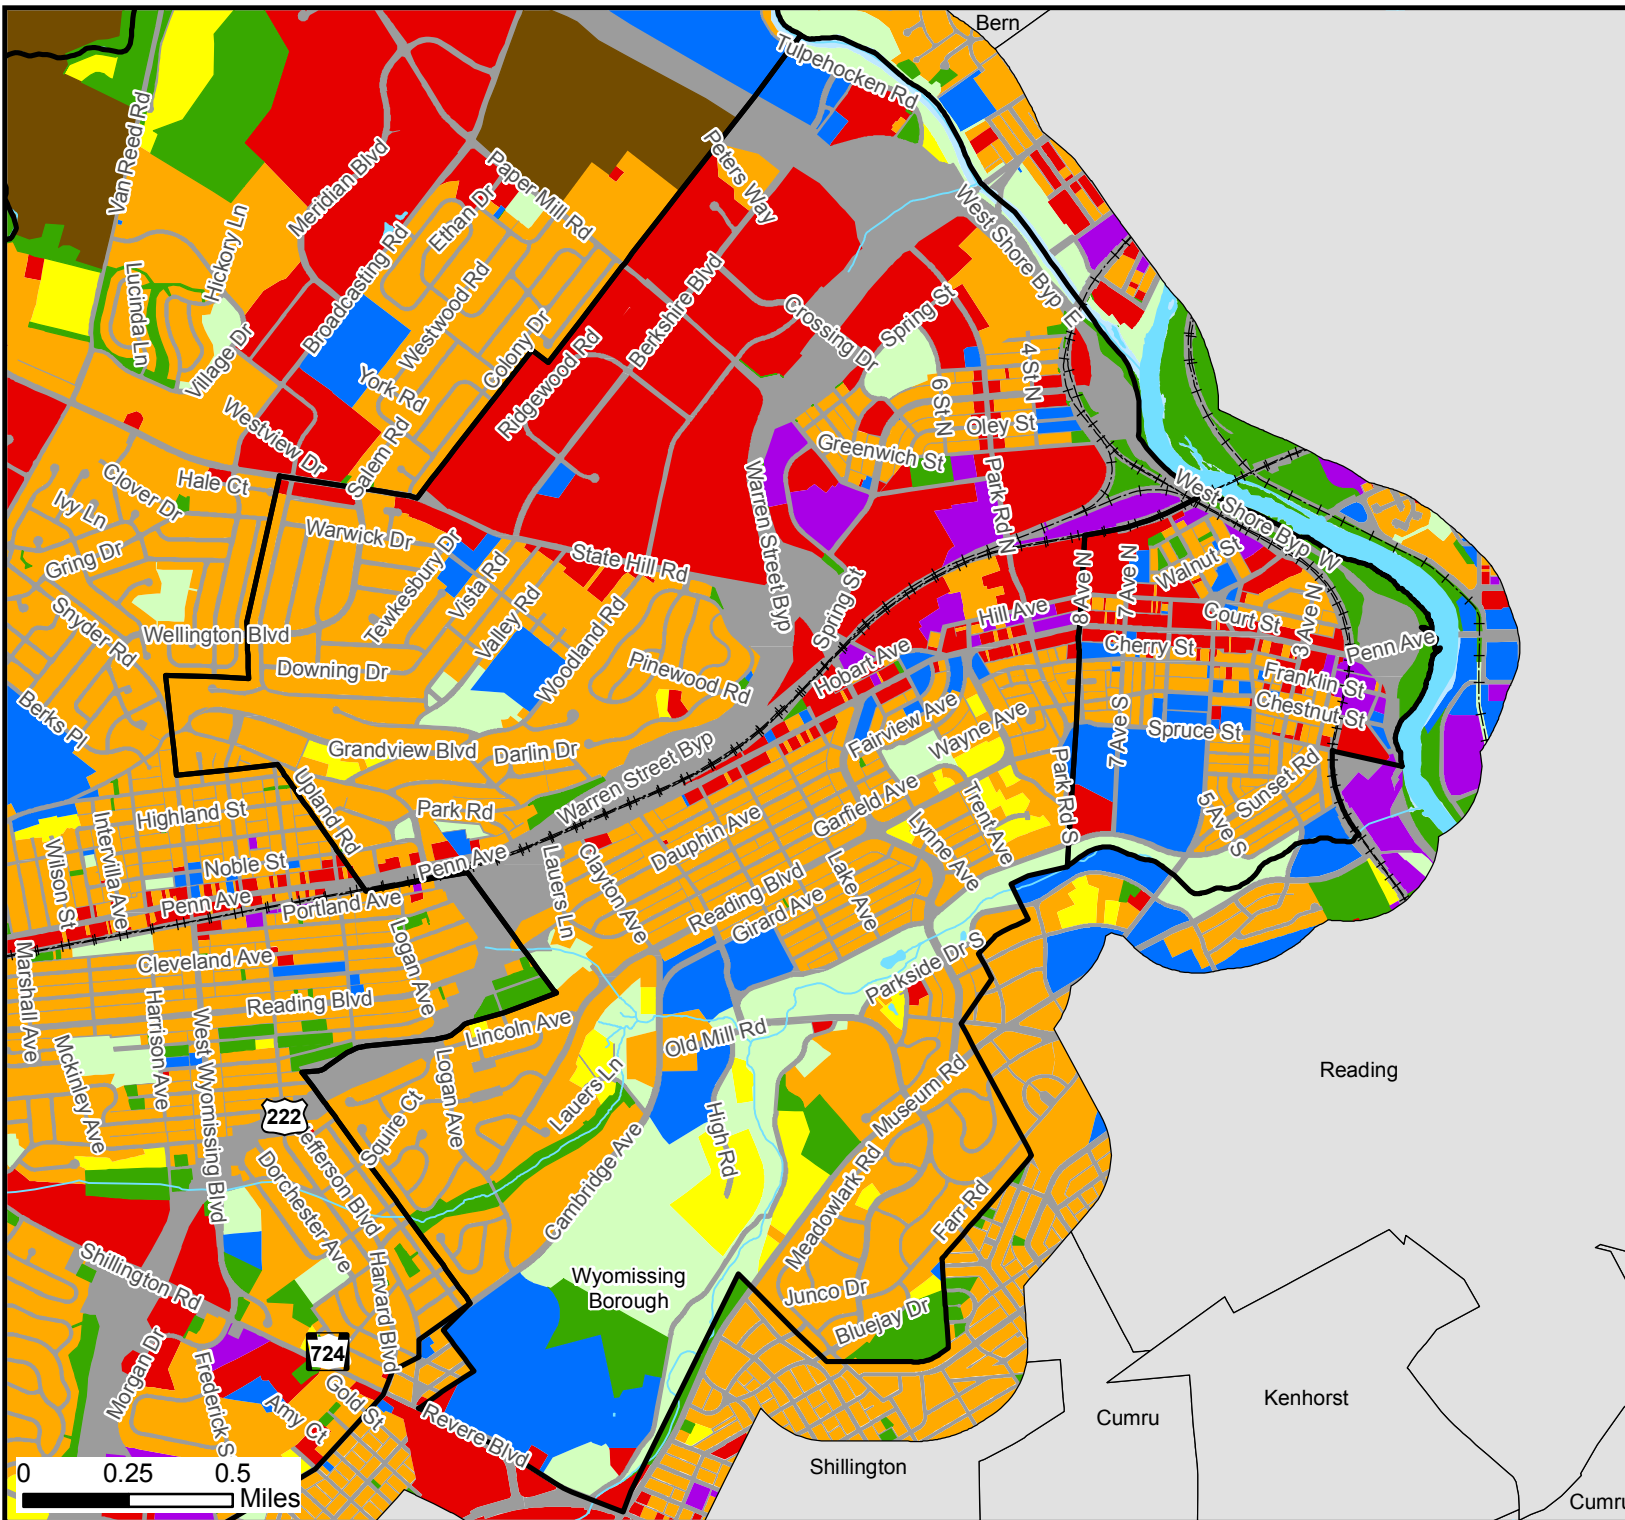 Bern
Tulpehocken Rd
Van Reed Rd
Meridian Blvd
Paper Mill Rd
Peters Way
Ethan Dr
Hickory Ln
Broadcasting Rd
Westwood Rd
West Shore Byp E
Lucinda Ln
Village Dr
Colony Dr
Berkshire Blvd
Crossing Dr
Spring St
Ridgewood Rd
York Rd
4 St N
6 St N
Oley St
Westview Dr
Salem Rd
Greenwich St
Hale Ct
Clover Dr
Ivy Ln
Gring Dr
Warwick Dr
Tewkesbury Dr
Vista Rd
State Hill Rd
Warren Street Byp
Park Rd N
West Shore Byp W
Walnut St
7 Ave N
8 Ave N
Snyder Rd
Wellington Blvd
Valley Rd
Woodland Rd
Spring St
Hill Ave
Court St
3 Ave N
Penn Ave
Cherry St
Downing Dr
Pinewood Rd
Hobart Ave
Franklin St
Chestnut St
Berks Pl
Grandview Blvd
Darlin Dr
Fairview Ave
Wayne Ave
7 Ave S
Spruce St
Warren Street Byp
Upland Rd
Park Rd
Highland St
Intervilla Ave
Garfield Ave
Trent Ave
Park Rd S
Sunset Rd
5 Ave S
Dauphin Ave
Lynne Ave
Wilson St
Noble St
Penn Ave
Penn Ave
Portland Ave
Lauers Ln
Clayton Ave
Reading Blvd
Girard Ave
Lake Ave
Marshall Ave
Cleveland Ave
Logan Ave
Parkside Dr S
Reading Blvd
Harrison Ave
West Wyomissing Blvd
Lincoln Ave
Old Mill Rd
Mckinley Ave
Logan Ave
Lauers Ln
Museum Rd
Reading
222
Squire Ct
High Rd
Jefferson Blvd
Dorchester Ave
Cambridge Ave
Meadowlark Rd
Farr Rd
Shillington Rd
Harvard Blvd
Wyomissing
Borough
Junco Dr
Bluejay Dr
Morgan Dr
724
Frederick S
Amy Ct
Gold St
Revere Blvd
Kenhorst
Cumru
Shillington
0 0.25 0.5
Miles
Cumru